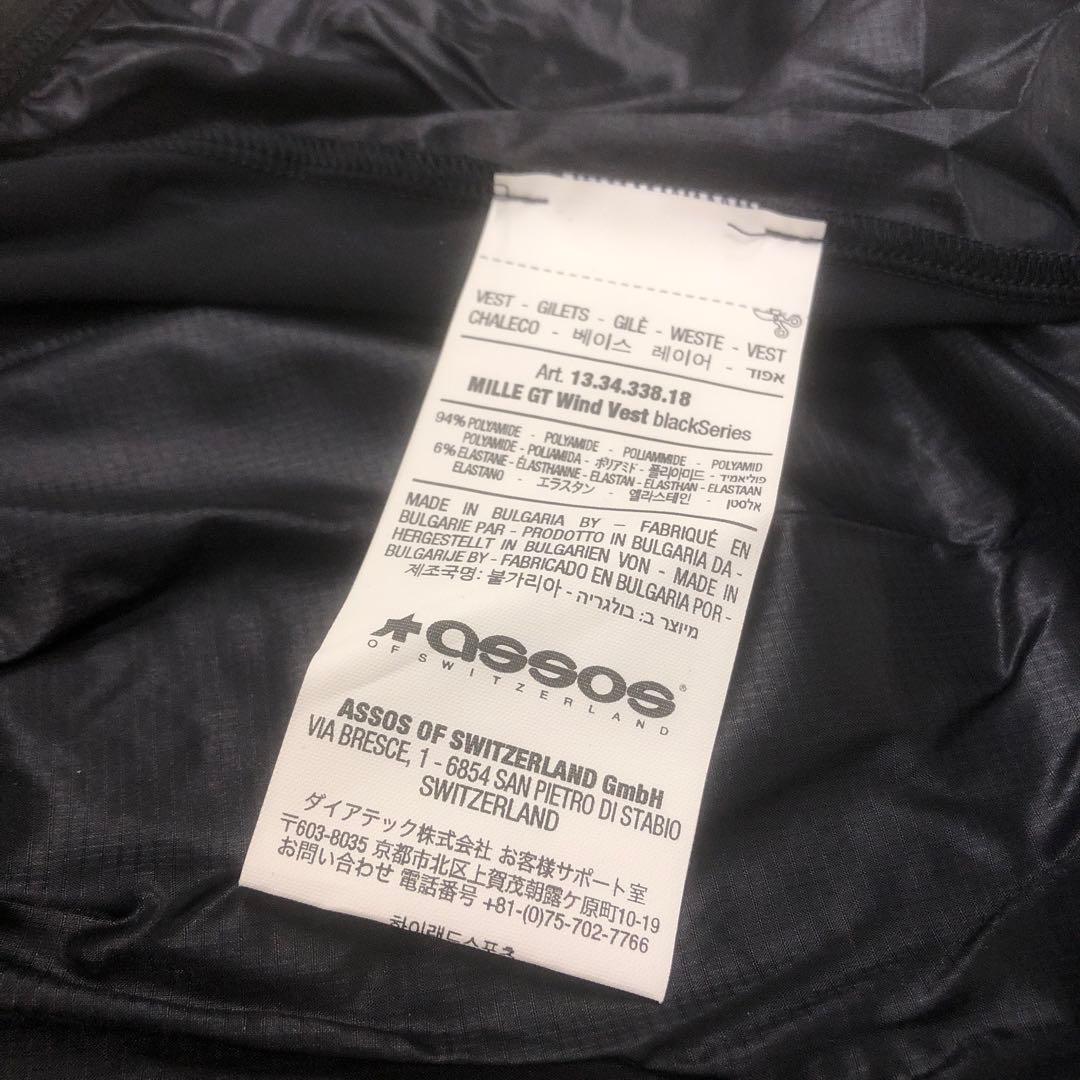 VEST - GILETS - GILÈ - WESTE - VEST
CHALECO - 베이스 레이어 - אפוד
Art. 13.34.338.18
MILLE GT Wind Vest blackSeries
94% POLYAMIDE - POLYAMIDE - POLIAMMIDE - POLYAMID
POLYAMIDE - POLIAMIDA - ポリアミド - 폴리아미드 - פוליאמיד
6% ELASTANE - ÉLASTHANNE - ELASTAN - ELASTHAN - ELASTAAN
ELASTANO - エラスタン - 엘라스테인 - אלסטן
MADE IN BULGARIA BY – FABRIQUÉ EN
BULGARIE PAR - PRODOTTO IN BULGARIA DA -
HERGESTELLT IN BULGARIEN VON - MADE IN
BULGARIJE BY - FABRICADO EN BULGARIA POR -
제조국명: 불가리아 - מיוצר ב: בולגריה
assos®
OF SWITZERLAND
ASSOS OF SWITZERLAND GmbH
VIA BRESCE, 1 - 6854 SAN PIETRO DI STABIO
SWITZERLAND
ダイアテック株式会社 お客様サポート室
〒603-8035 京都市北区上賀茂朝露ケ原町10-19
お問い合わせ 電話番号 +81-(0)75-702-7766